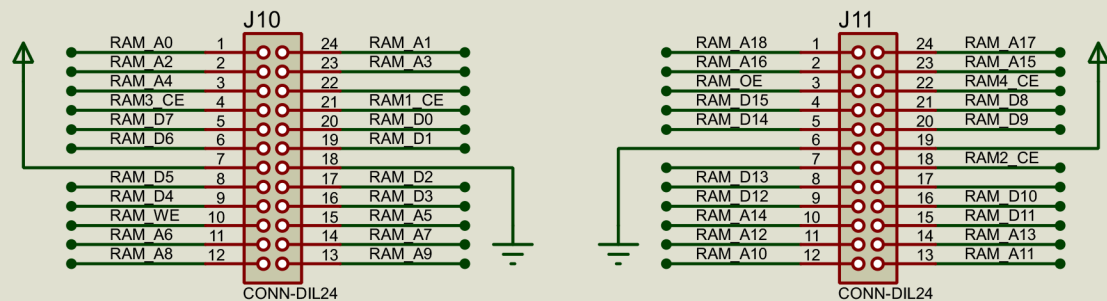 J10 J11
RAM_A0 1 24 RAM_A1 RAM_A18 1 24 RAM_A17
RAM_A2 2 23 RAM_A3 RAM_A16 2 23 RAM_A15
RAM_A4 3 22 RAM_OE 3 22 RAM4_CE
RAM3_CE 4 21 RAM1_CE RAM_D15 4 21 RAM_D8
RAM_D7 5 20 RAM_D0 RAM_D14 5 20 RAM_D9
RAM_D6 6 19 RAM_D1 6 19
7 18 7 18 RAM2_CE
RAM_D5 8 17 RAM_D2 RAM_D13 8 17
RAM_D4 9 16 RAM_D3 RAM_D12 9 16 RAM_D10
RAM_WE 10 15 RAM_A5 RAM_A14 10 15 RAM_D11
RAM_A6 11 14 RAM_A7 RAM_A12 11 14 RAM_A13
RAM_A8 12 13 RAM_A9 RAM_A10 12 13 RAM_A11
CONN-DIL24 CONN-DIL24